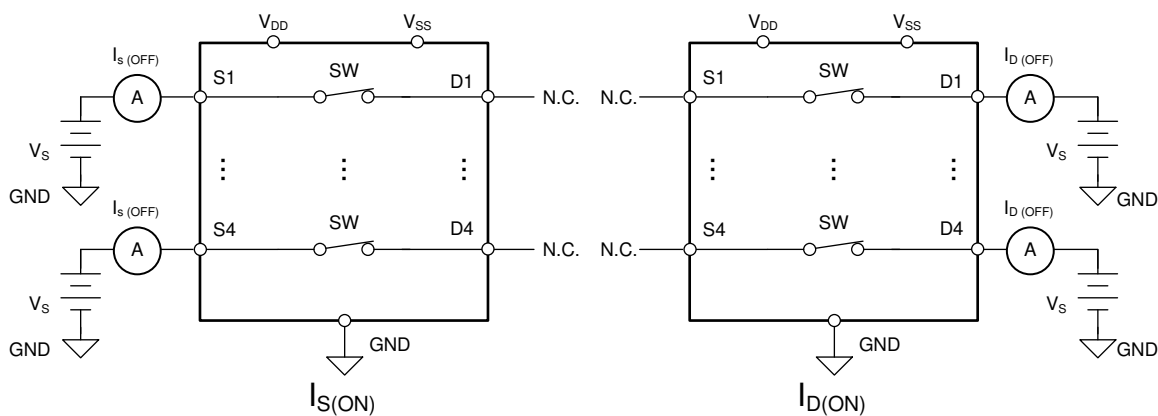 VDD VSS VDD VSS
Is (OFF) ID (OFF)
S1 SW D1 S1 SW D1
A N.C. N.C. A
VS VS
... ... ... ... ... ...
GND GND
Is (OFF) ID (OFF)
S4 SW D4 S4 SW D4
A N.C. N.C. A
VS VS
GND GND GND GND
IS(ON) ID(ON)